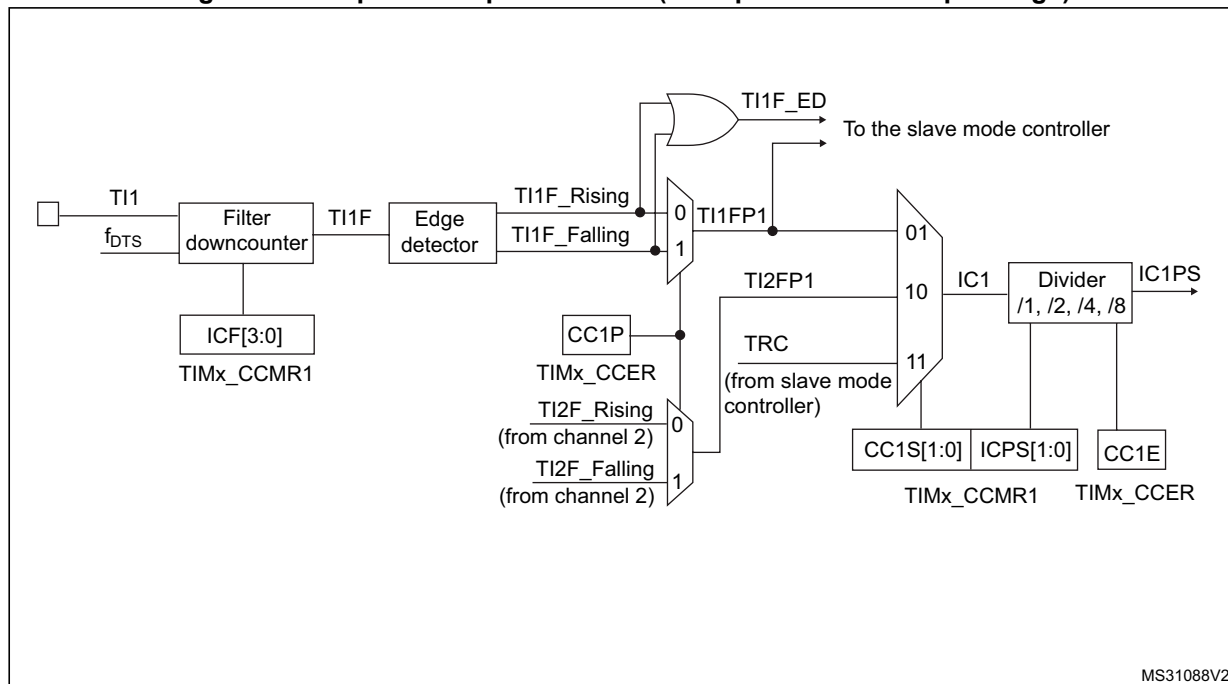 TI1F_ED
To the slave mode controller
TI1
f_DTS
Filter
downcounter
TI1F
Edge
detector
TI1F_Rising
TI1F_Falling
0
1
TI1FP1
01
10
11
TI2FP1
TRC
(from slave mode
controller)
IC1
Divider
/1, /2, /4, /8
IC1PS
ICF[3:0]
TIMx_CCMR1
CC1P
TIMx_CCER
TI2F_Rising
(from channel 2)
TI2F_Falling
(from channel 2)
0
1
CC1S[1:0]
ICPS[1:0]
TIMx_CCMR1
CC1E
TIMx_CCER
MS31088V2